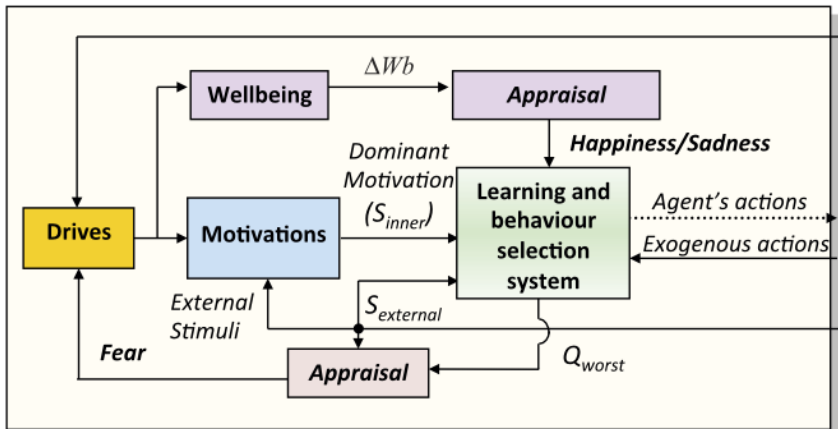 ΔWb
Wellbeing
Appraisal
Happiness/Sadness
Dominant
Motivation
(S_inner)
Learning and
behaviour
selection
system
Agent's actions
Exogenous actions
Drives
Motivations
External
Stimuli
S_external
Fear
Appraisal
Q_worst